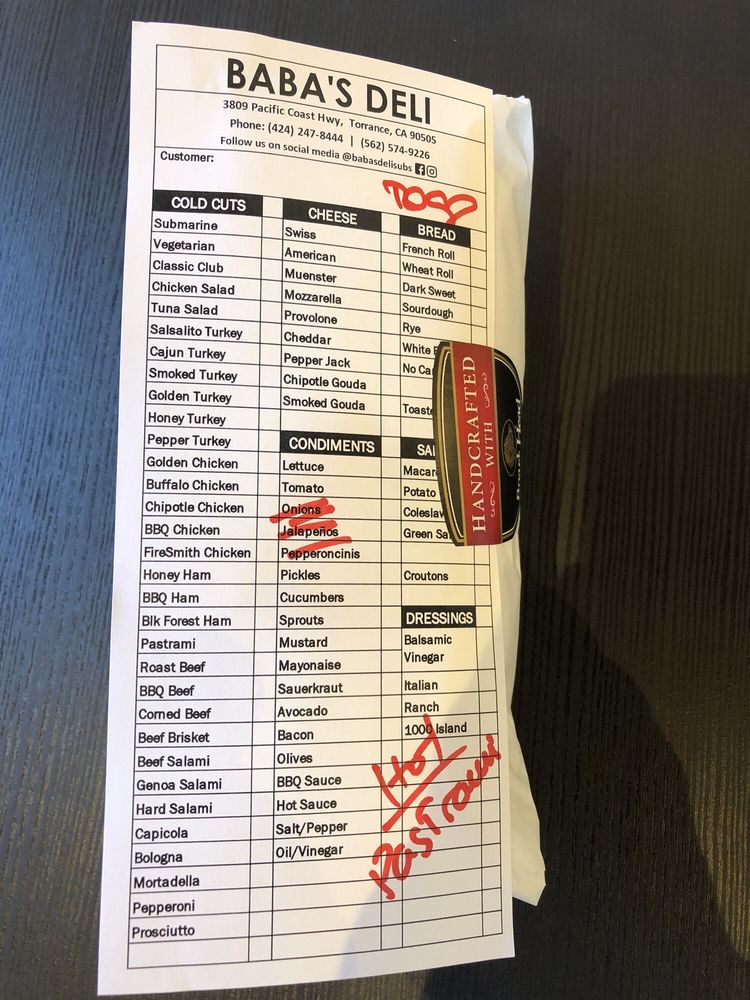 BABA'S DELI
3809 Pacific Coast Hwy, Torrance, CA 90505
Phone: (424) 247-8444 | (562) 574-9226
Follow us on social media @babasdelisubs
Customer:
COLD CUTS
Submarine
Vegetarian
Classic Club
Chicken Salad
Tuna Salad
Salsalito Turkey
Cajun Turkey
Smoked Turkey
Golden Turkey
Honey Turkey
Pepper Turkey
Golden Chicken
Buffalo Chicken
Chipotle Chicken
BBQ Chicken
FireSmith Chicken
Honey Ham
BBQ Ham
Blk Forest Ham
Pastrami
Roast Beef
BBQ Beef
Corned Beef
Beef Brisket
Beef Salami
Genoa Salami
Hard Salami
Capicola
Bologna
Mortadella
Pepperoni
Prosciutto
CHEESE
Swiss
American
Muenster
Mozzarella
Provolone
Cheddar
Pepper Jack
Chipotle Gouda
Smoked Gouda
CONDIMENTS
Lettuce
Tomato
Onions
Jalapeños
Pepperoncinis
Pickles
Cucumbers
Sprouts
Mustard
Mayonaise
Sauerkraut
Avocado
Bacon
Olives
BBQ Sauce
Hot Sauce
Salt/Pepper
Oil/Vinegar
BREAD
French Roll
Wheat Roll
Dark Sweet
Sourdough
Rye
White
No
Potato
Green
Croutons
DRESSINGS
Balsamic
Vinegar
Italian
Ranch
1000 Island
HOT
HANDCRAFTED
WITH